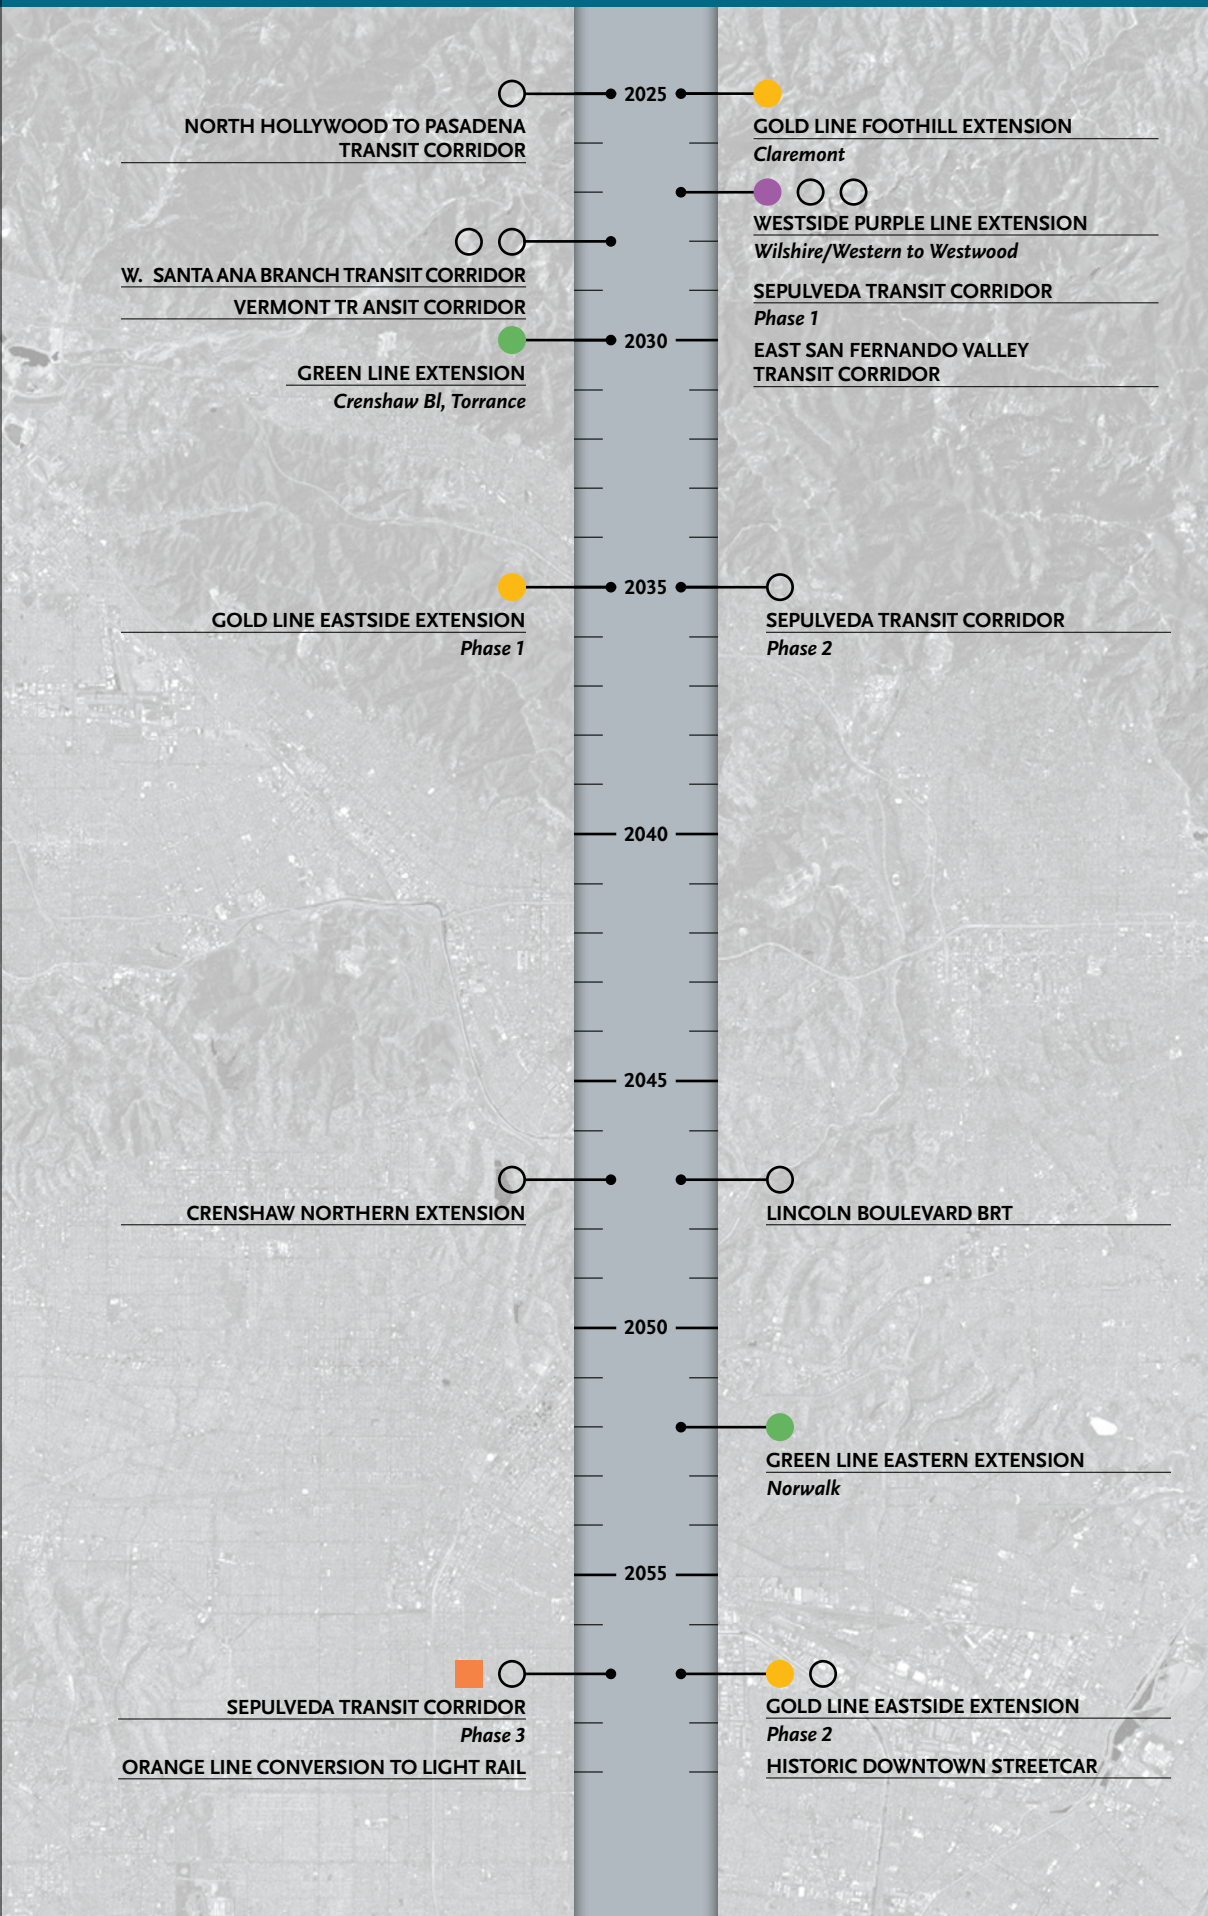 2025
NORTH HOLLYWOOD TO PASADENA
TRANSIT CORRIDOR
GOLD LINE FOOTHILL EXTENSION
Claremont
WESTSIDE PURPLE LINE EXTENSION
Wilshire/Western to Westwood
SEPULVEDA TRANSIT CORRIDOR
Phase 1
EAST SAN FERNANDO VALLEY
TRANSIT CORRIDOR
W. SANTA ANA BRANCH TRANSIT CORRIDOR
VERMONT TR ANSIT CORRIDOR
2030
GREEN LINE EXTENSION
Crenshaw Bl, Torrance
2035
GOLD LINE EASTSIDE EXTENSION
Phase 1
SEPULVEDA TRANSIT CORRIDOR
Phase 2
2040
2045
CRENSHAW NORTHERN EXTENSION
LINCOLN BOULEVARD BRT
2050
GREEN LINE EASTERN EXTENSION
Norwalk
2055
SEPULVEDA TRANSIT CORRIDOR
Phase 3
ORANGE LINE CONVERSION TO LIGHT RAIL
GOLD LINE EASTSIDE EXTENSION
Phase 2
HISTORIC DOWNTOWN STREETCAR